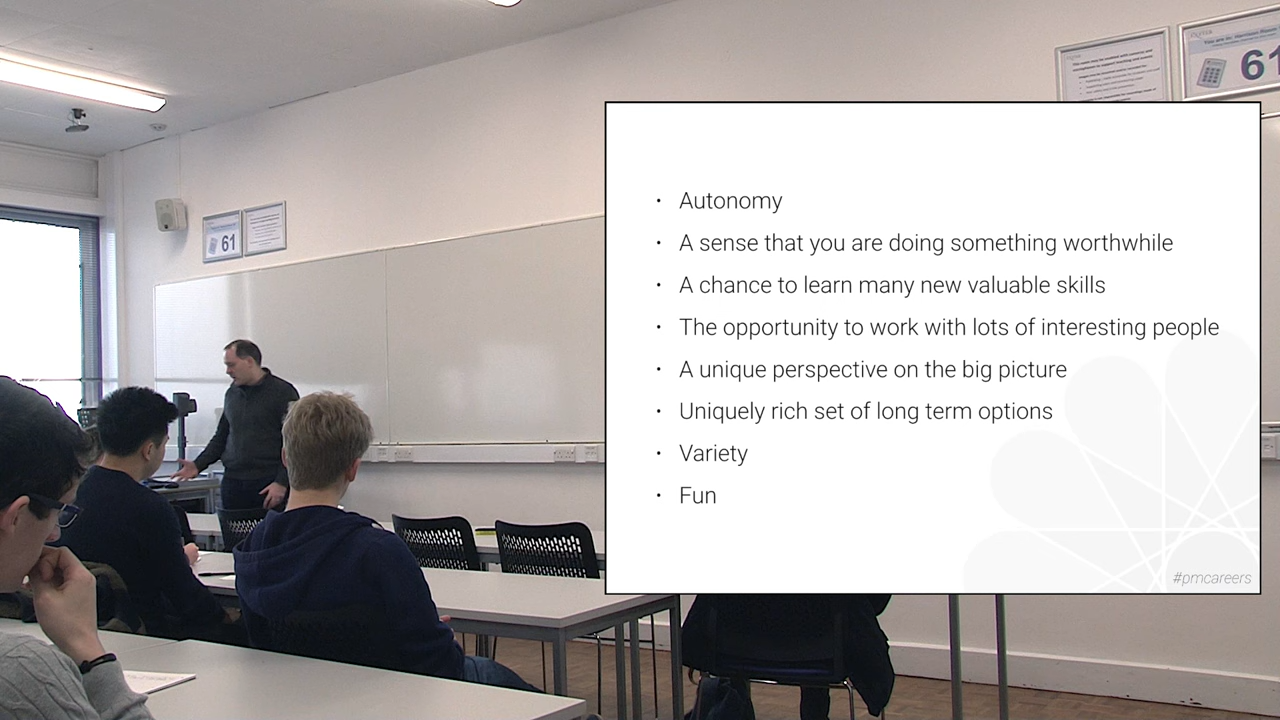 61
61
· Autonomy
· A sense that you are doing something worthwhile
· A chance to learn many new valuable skills
· The opportunity to work with lots of interesting people
· A unique perspective on the big picture
· Uniquely rich set of long term options
· Variety
· Fun
#pmcareers